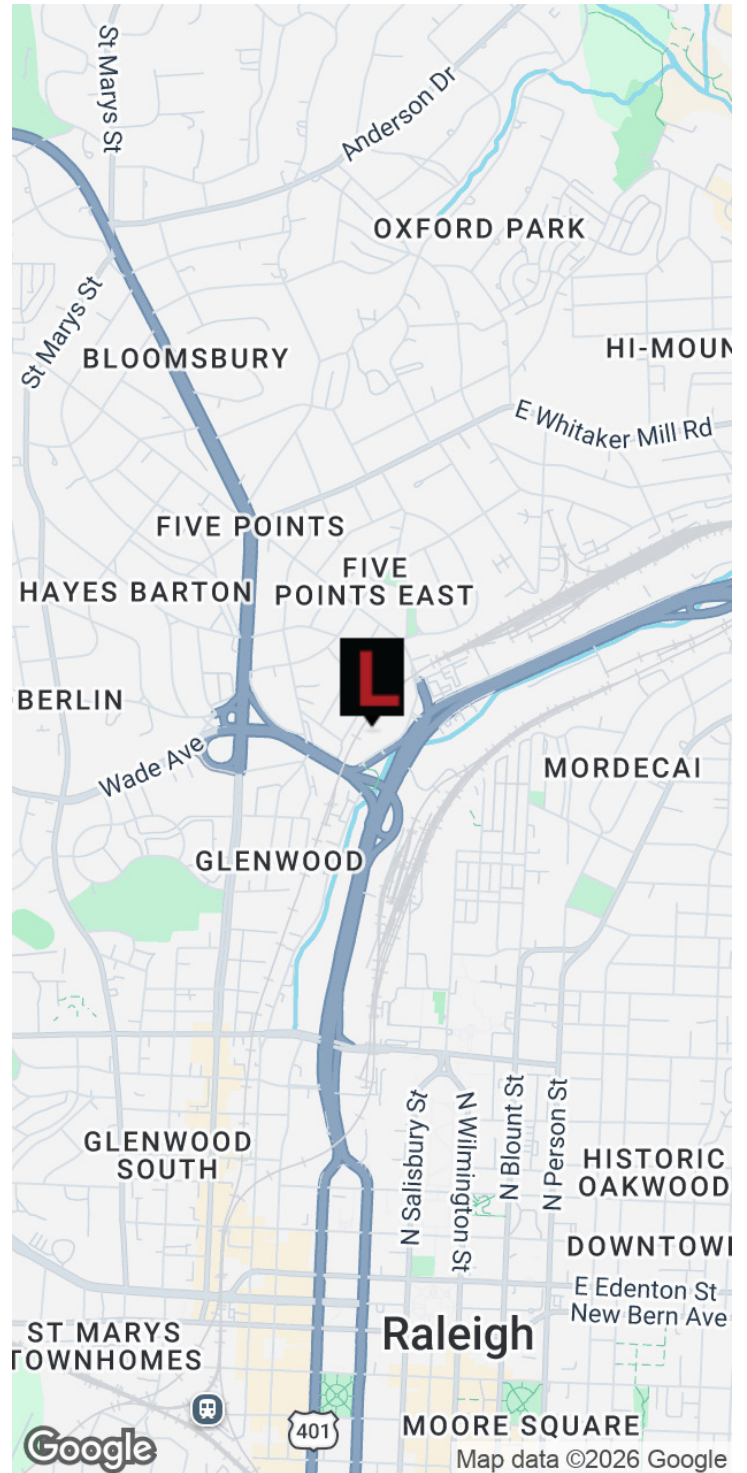 St Marys St
Anderson Dr
OXFORD PARK
St Marys St
BLOOMSBURY
HI-MOUN
E Whitaker Mill Rd
FIVE POINTS
FIVE
POINTS EAST
HAYES BARTON
L
OBERLIN
Wade Ave
MORDECAI
GLENWOOD
N Salisbury St
N Wilmington St
N Blount St
N Person St
GLENWOOD
SOUTH
HISTORIC
OAKWOOD
DOWNTOW
E Edenton St
New Bern Ave
Raleigh
ST MARYS
TOWNHOMES
401
MOORE SQUARE
Google
Map data ©2026 Google